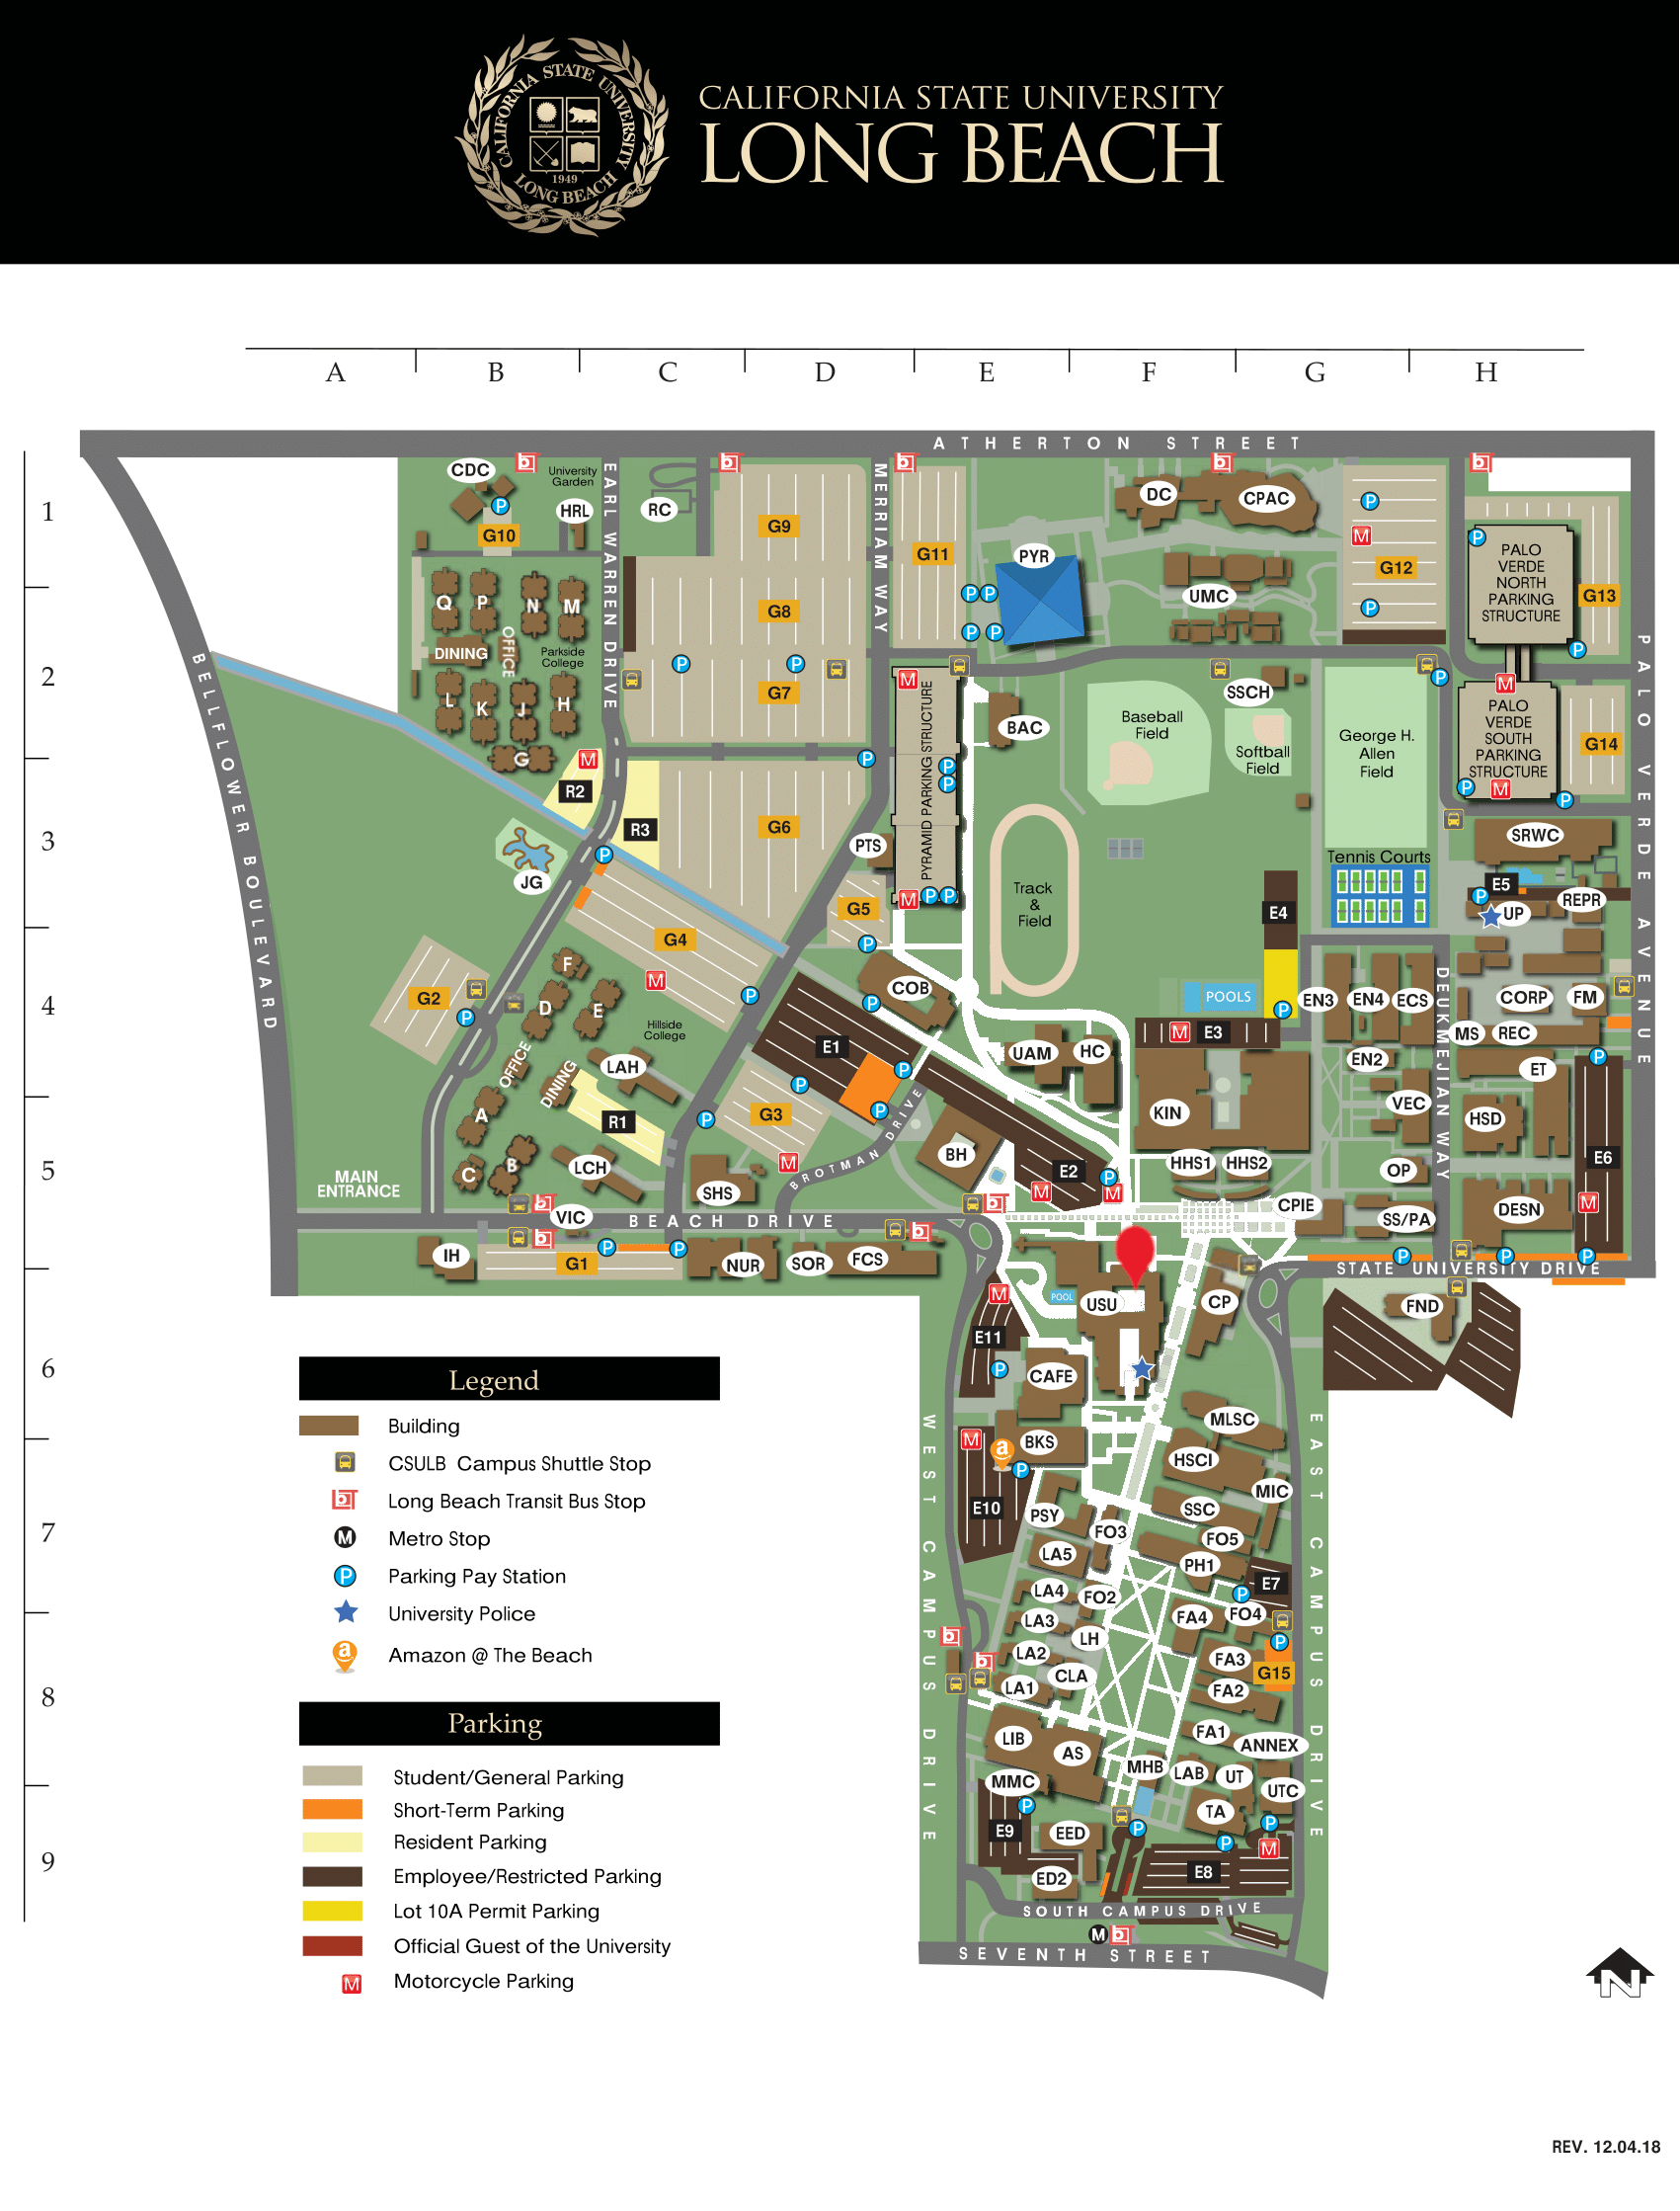 CALIFORNIA STATE UNIVERSITY
LONG BEACH
1949
CALIFORNIA STATE UNIVERSITY
LONG BEACH
A B C D E F G H
1
2
3
4
5
6
7
8
9
ATHERTON STREET
BELLFLOWER BOULEVARD
EARL WARREN DRIVE
MERRIAM WAY
PALO VERDE AVENUE
CDC
University
Garden
HRL
G10
RC
G9
G11
PYR
DC
CPAC
G12
PALO
VERDE
NORTH
PARKING
STRUCTURE
G13
Q P N M
DINING
OFFICE
Parkside
College
L K J H
G
G8
G7
UMC
SSCH
BAC
PYRAMID PARKING STRUCTURE
Baseball
Field
Softball
Field
George H.
Allen
Field
PALO
VERDE
SOUTH
PARKING
STRUCTURE
G14
R2
R3
G6
PTS
JG
G5
Track
&
Field
Tennis Courts
SRWC
E5
UP
REPR
E4
G4
G2
F
D
E
Hillside
College
OFFICE
DINING
LAH
A
R1
C
B
LCH
COB
E1
G3
BROTMAN DRIVE
SHS
UAM
HC
POOLS
E3
EN3
EN4
ECS
DEUKMEJIAN WAY
CORP
FM
MS
REC
EN2
ET
VEC
HSD
KIN
BH
E2
HHS1
HHS2
OP
E6
MAIN
ENTRANCE
VIC
BEACH DRIVE
CPIE
SS/PA
DESN
IH
G1
NUR
SOR
FCS
STATE UNIVERSITY DRIVE
POOL
USU
CP
FND
E11
CAFE
WEST CAMPUS DRIVE
EAST CAMPUS DRIVE
MLSC
BKS
HSCI
MIC
E10
PSY
SSC
FO3
FO5
LA5
PH1
E7
LA4
FO2
FA4
FO4
LA3
LH
LA2
FA3
G15
CLA
LA1
FA2
LIB
AS
FA1
ANNEX
MHB
LAB
UT
MMC
UTC
TA
E9
EED
ED2
E8
SOUTH CAMPUS DRIVE
SEVENTH STREET
Legend
Building
CSULB Campus Shuttle Stop
Long Beach Transit Bus Stop
M Metro Stop
P Parking Pay Station
University Police
a Amazon @ The Beach
Parking
Student/General Parking
Short-Term Parking
Resident Parking
Employee/Restricted Parking
Lot 10A Permit Parking
Official Guest of the University
M Motorcycle Parking
N
REV. 12.04.18